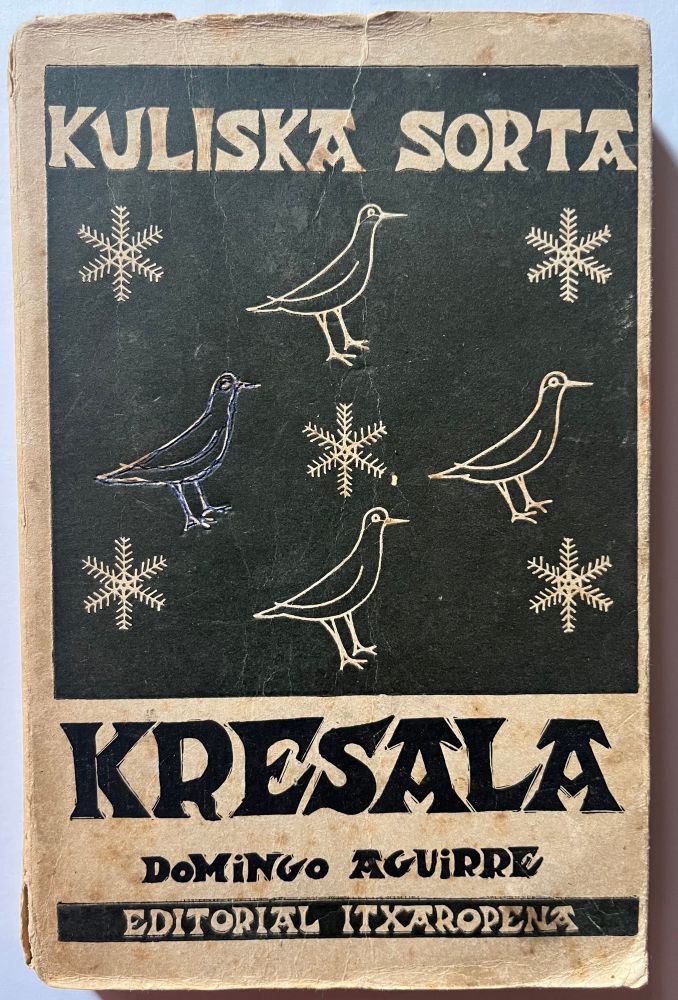 KULISKA SORTA
KRESALA
DOMiNGO AGUiRRE
EDITORIAL ITXAROPENA